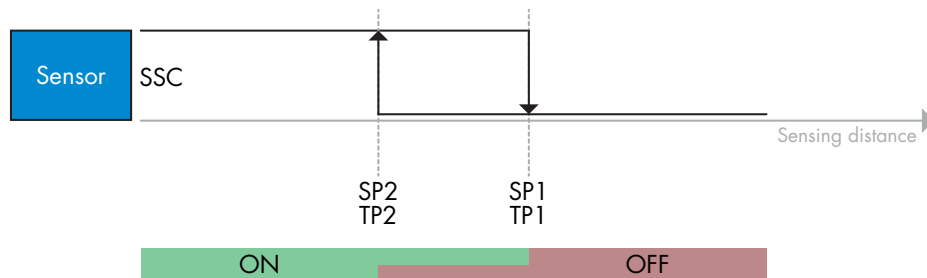 Sensor
SSC
Sensing distance
SP2
TP2
SP1
TP1
ON
OFF